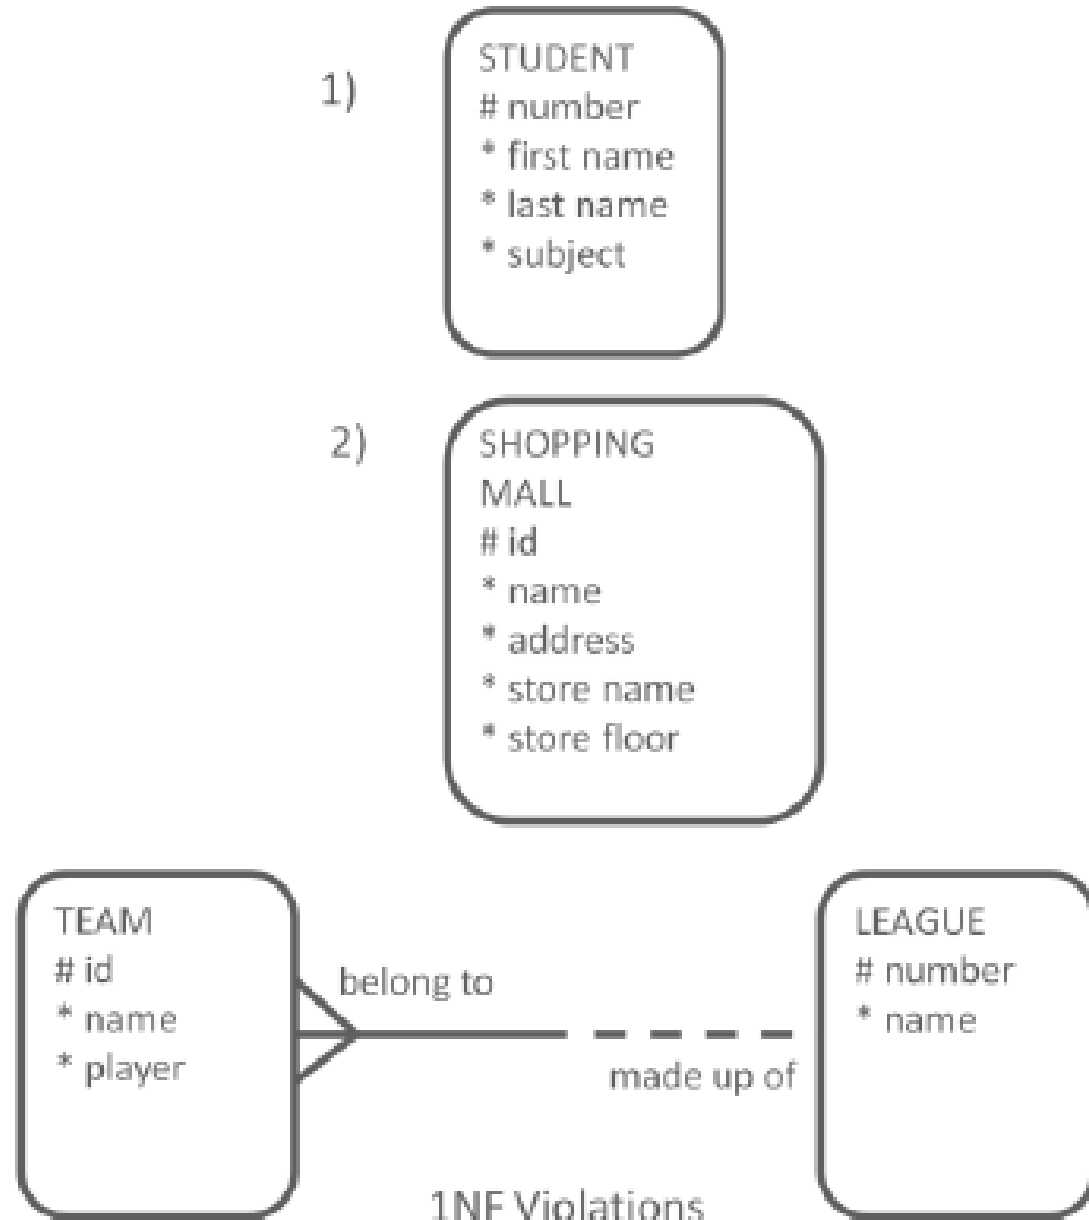 1)
STUDENT
# number
* first name
* last name
* subject
2)
SHOPPING
MALL
# id
* name
* address
* store name
* store floor
TEAM
# id
* name
* player
belong to
made up of
LEAGUE
# number
* name
1NF Violations